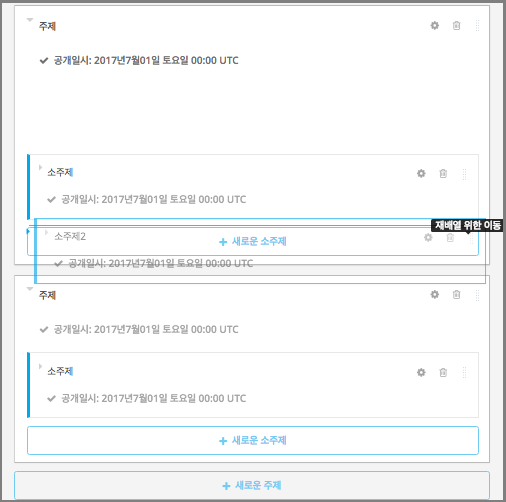 주제
공개일시: 2017년7월01일 토요일 00:00 UTC
소주제
공개일시: 2017년7월01일 토요일 00:00 UTC
재배열 위한 이동
소주제2
새로운 소주제
공개일시: 2017년7월01일 토요일 00:00 UTC
주제
공개일시: 2017년7월01일 토요일 00:00 UTC
소주제
공개일시: 2017년7월01일 토요일 00:00 UTC
새로운 소주제
새로운 주제